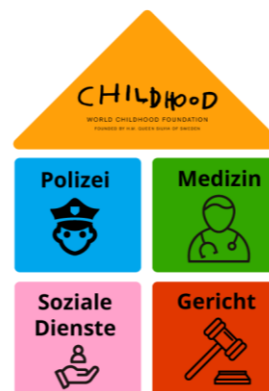 CHILDHOOD
WORLD CHILDHOOD FOUNDATION
FOUNDED BY H.M. QUEEN SILVIA OF SWEDEN
Polizei
Medizin
Soziale
Dienste
Gericht